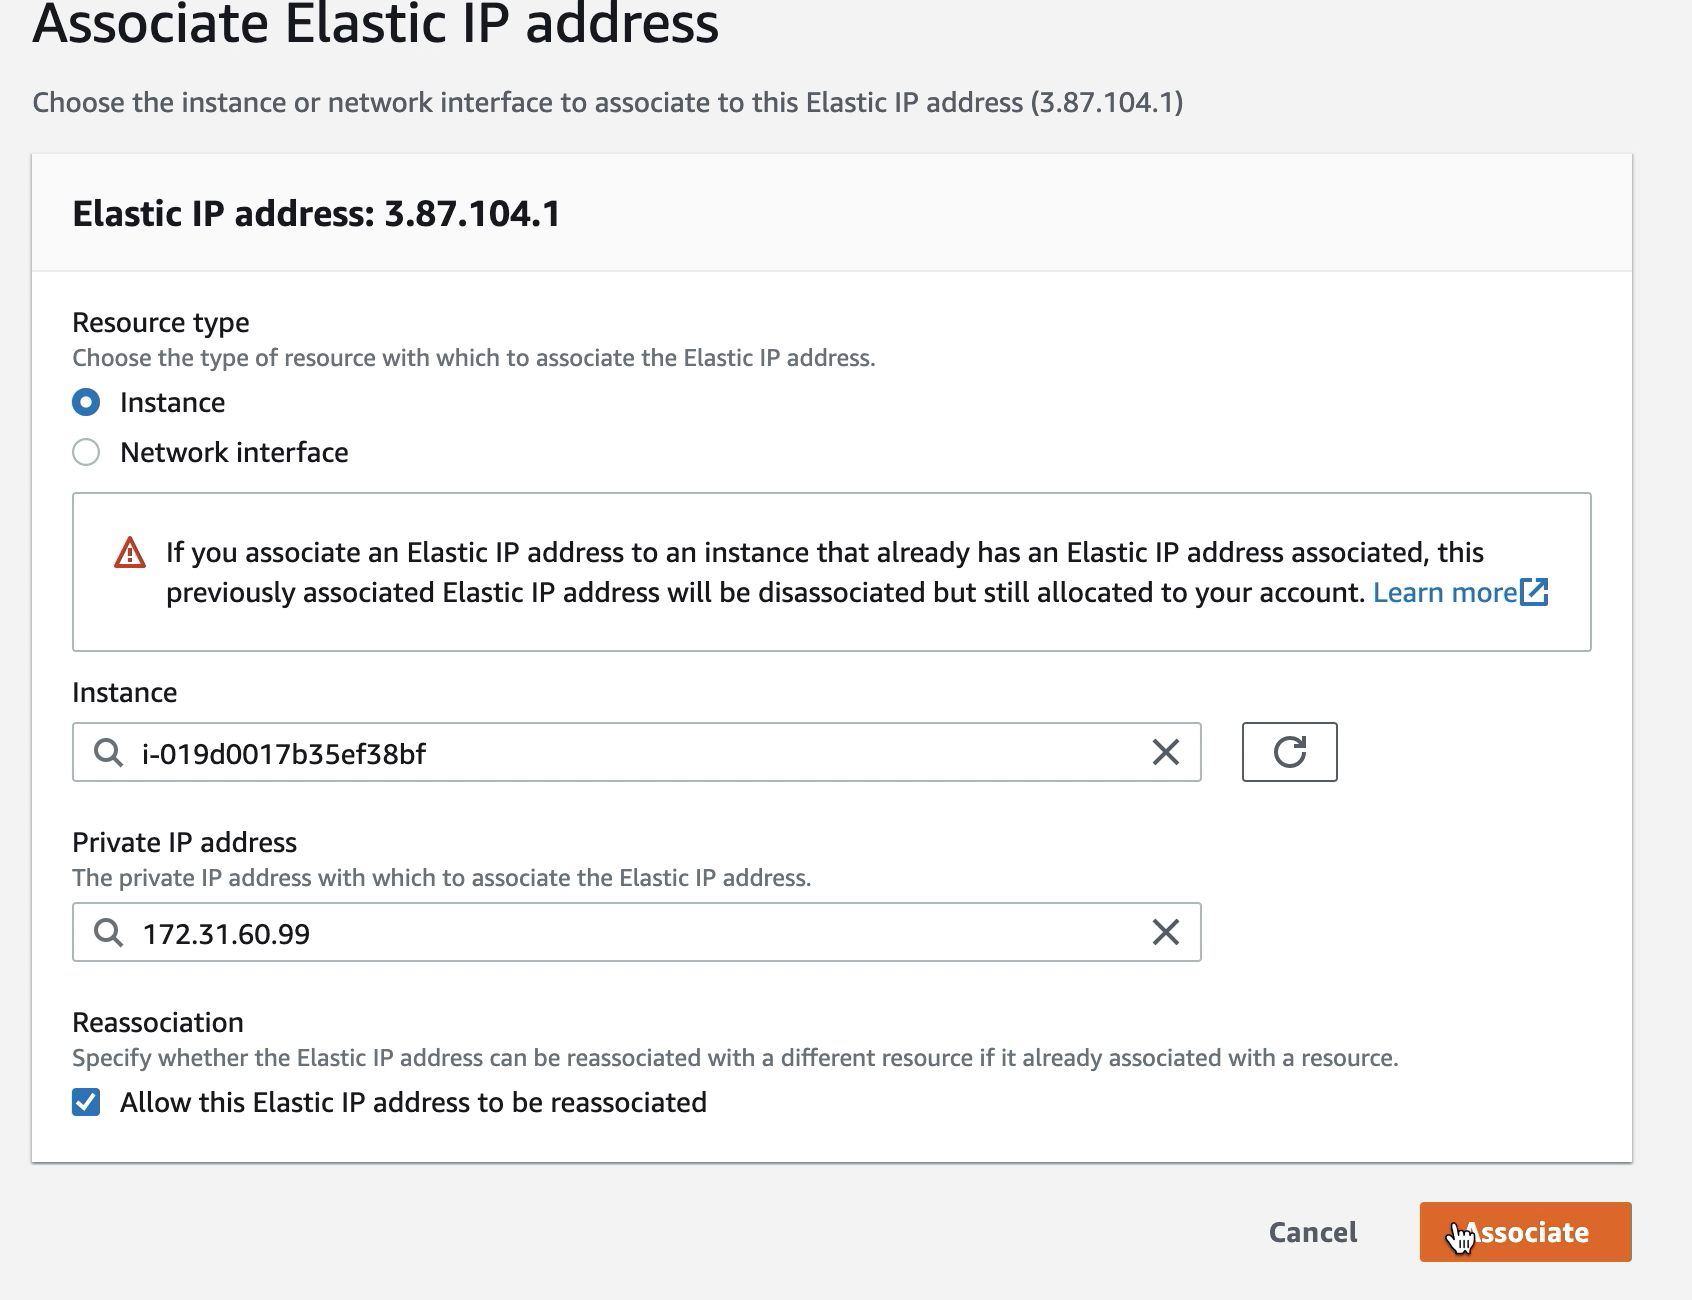 Associate Elastic IP address
Choose the instance or network interface to associate to this Elastic IP address (3.87.104.1)
Elastic IP address: 3.87.104.1
Resource type
Choose the type of resource with which to associate the Elastic IP address.
Instance
Network interface
If you associate an Elastic IP address to an instance that already has an Elastic IP address associated, this
previously associated Elastic IP address will be disassociated but still allocated to your account. Learn more
Instance
i-019d0017b35ef38bf
Private IP address
The private IP address with which to associate the Elastic IP address.
172.31.60.99
Reassociation
Specify whether the Elastic IP address can be reassociated with a different resource if it already associated with a resource.
Allow this Elastic IP address to be reassociated
Cancel
Associate